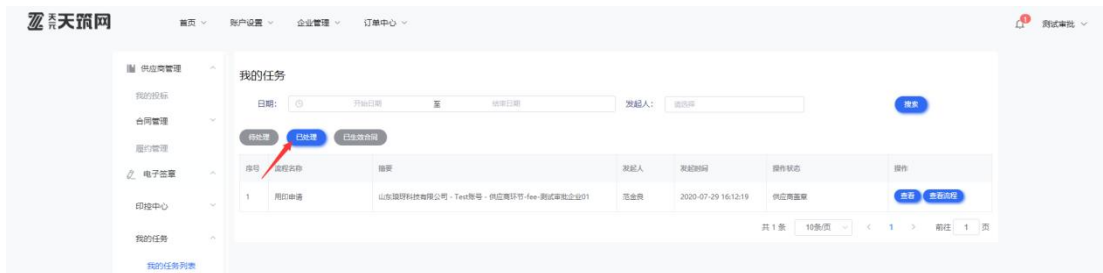 天筑网 首页 账户设置 企业管理 订单中心 测试审批
供应商管理
我的投标
合同管理
履约管理
电子签章
印控中心
我的任务
我的任务列表
我的任务
日期： 开始日期 至 结束日期 发起人： 请选择 搜索
待处理 已处理 已生效合同
序号 流程名称 摘要 发起人 发起时间 操作状态 操作
1 用印申请 科技有限公司 - Test账号 - 供应商环节-fee-测试审批企业01 范金良 2020-07-29 16:12:19 供应商盖章 查看 查看流程
共 1 条 10条/页 1 前往 1 页